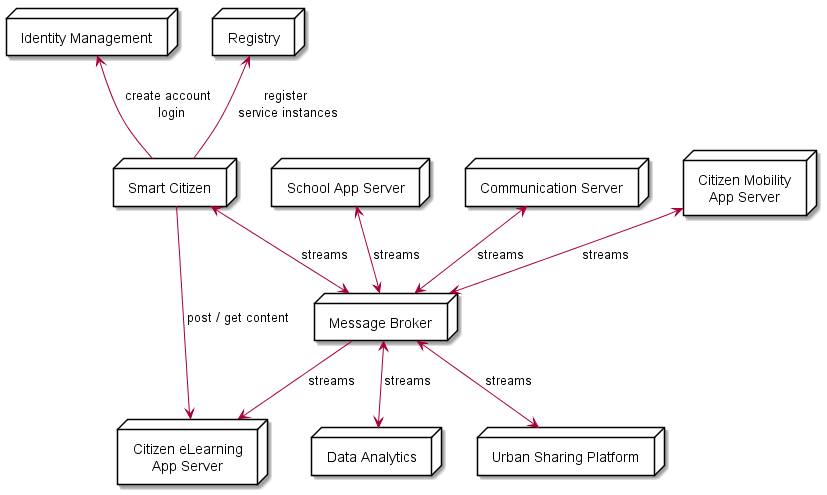 Identity Management
Registry
create account
login
register
service instances
Smart Citizen
School App Server
Communication Server
Citizen Mobility
App Server
streams
streams
streams
streams
post / get content
Message Broker
streams
streams
streams
Citizen eLearning
App Server
Data Analytics
Urban Sharing Platform